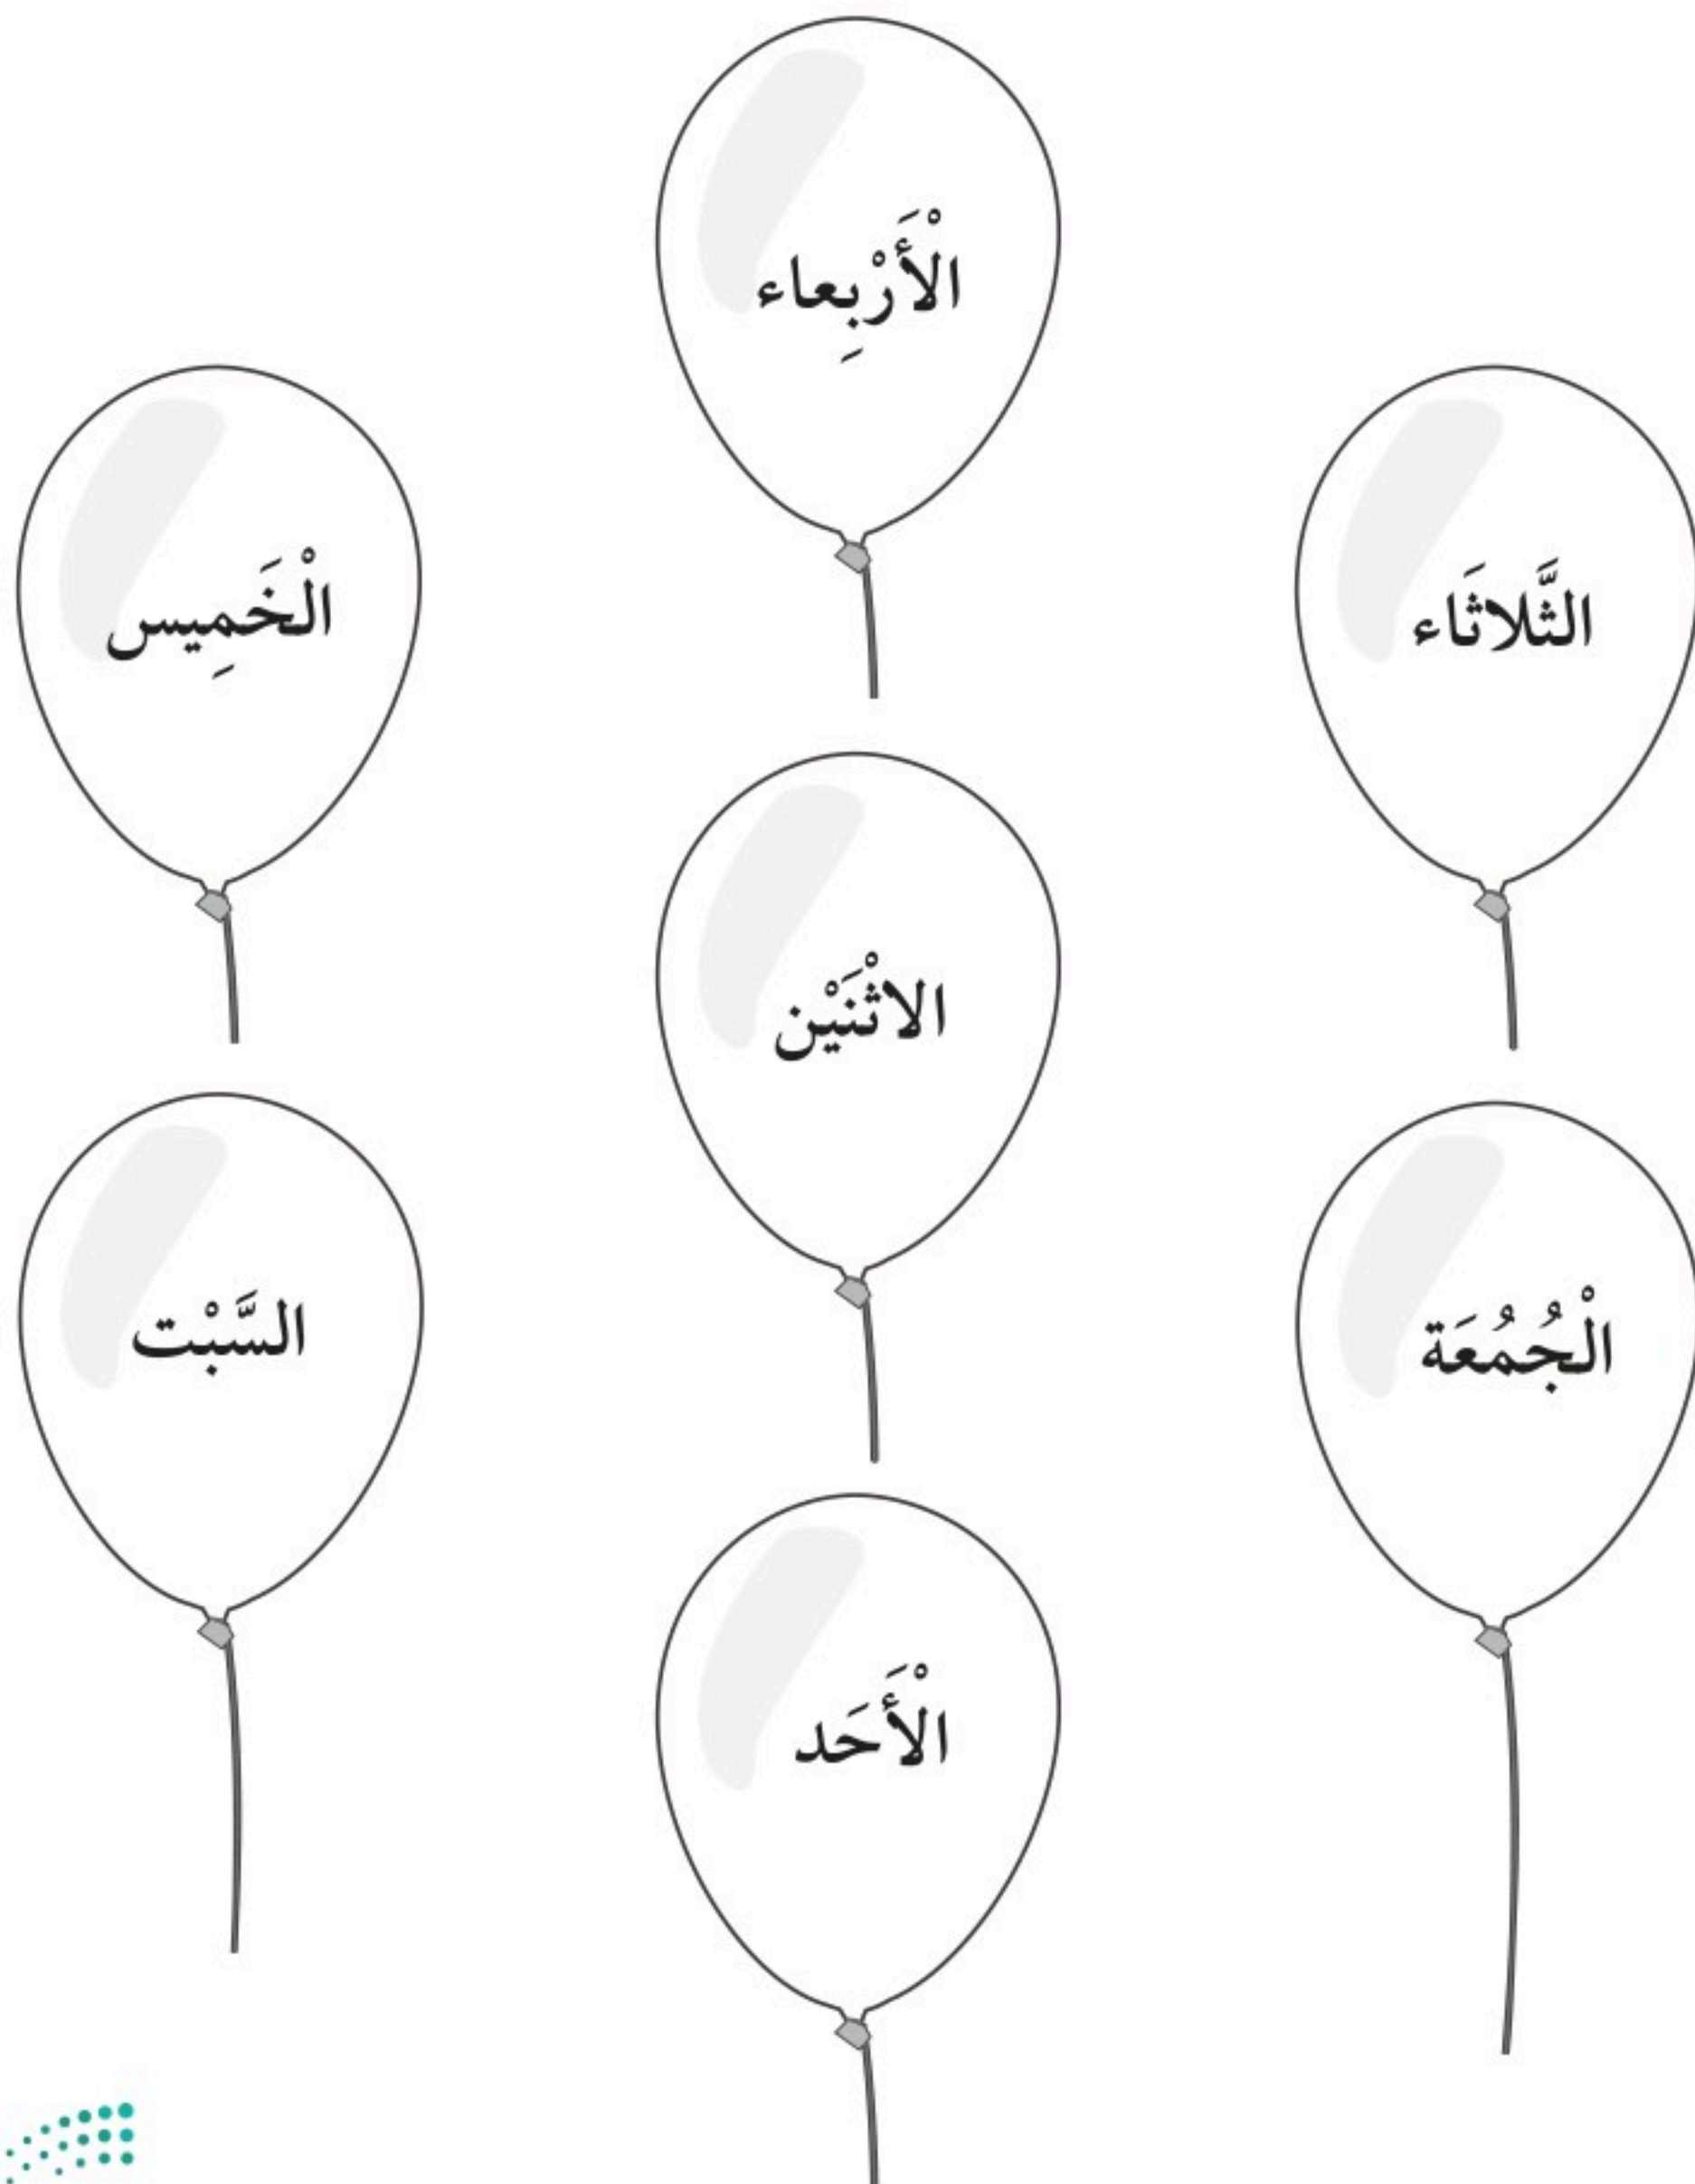 الْأَرْبِعاء
الثَّلاثَاء
الْخَمِيس
الاثْنَيْن
الْجُمُعَة
السَّبْت
الْأَحَد